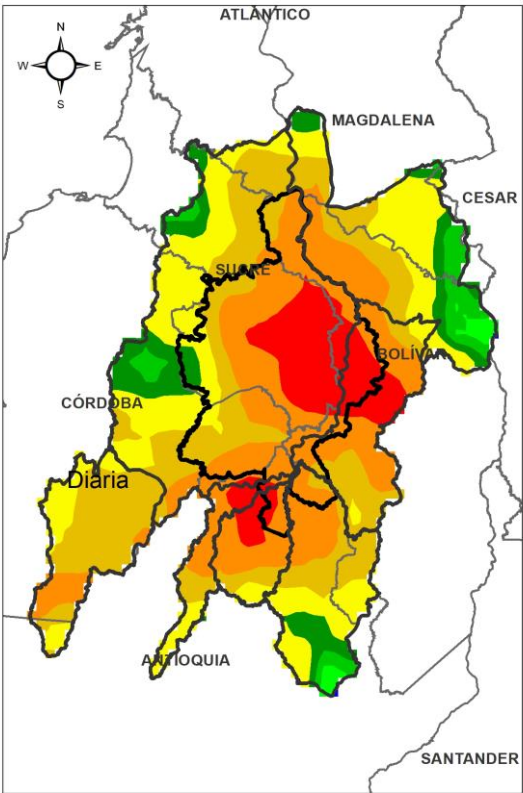 ATLÁNTICO
N
W E
S
MAGDALENA
CESAR
SUCRE
BOLÍVAR
CÓRDOBA
Diaria
ANTIOQUIA
SANTANDER